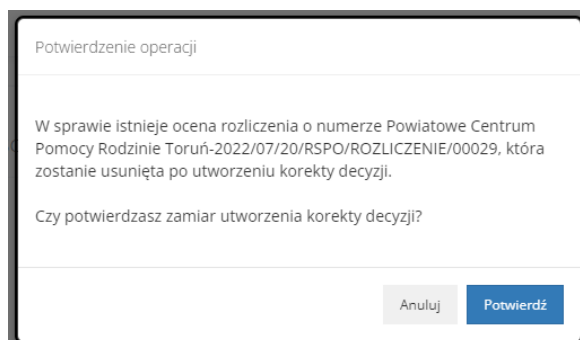 Potwierdzenie operacji
W sprawie istnieje ocena rozliczenia o numerze Powiatowe Centrum
Pomocy Rodzinie Toruń-2022/07/20/RSPO/ROZLICZENIE/00029, która
zostanie usunięta po utworzeniu korekty decyzji.
Czy potwierdzasz zamiar utworzenia korekty decyzji?
Anuluj
Potwierdź